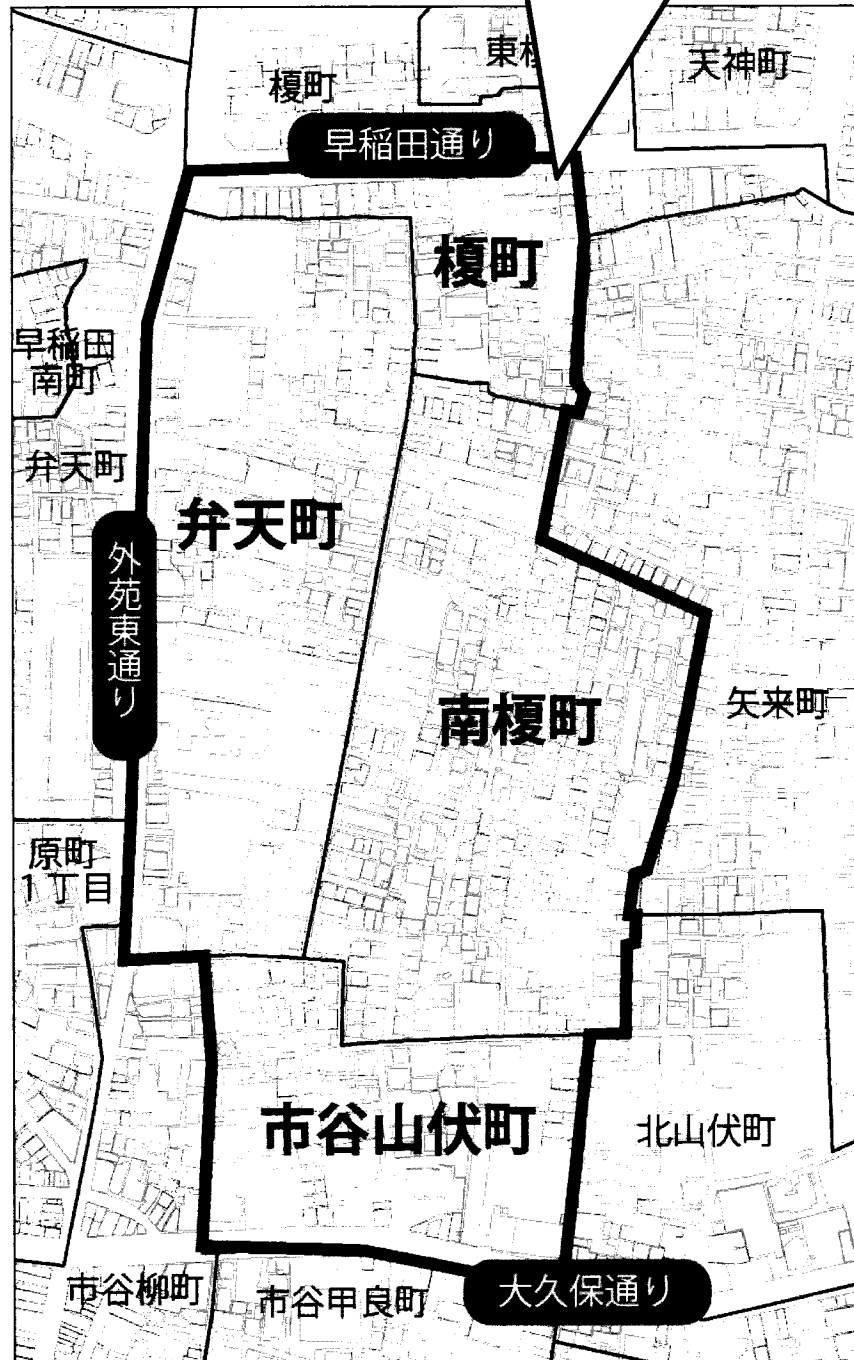 榎町
東榎
天神町
早稲田通り
榎町
早稲田
南町
弁天町
弁天町
外苑東通り
南榎町
矢来町
原町
1丁目
市谷山伏町
北山伏町
市谷柳町
市谷甲良町
大久保通り